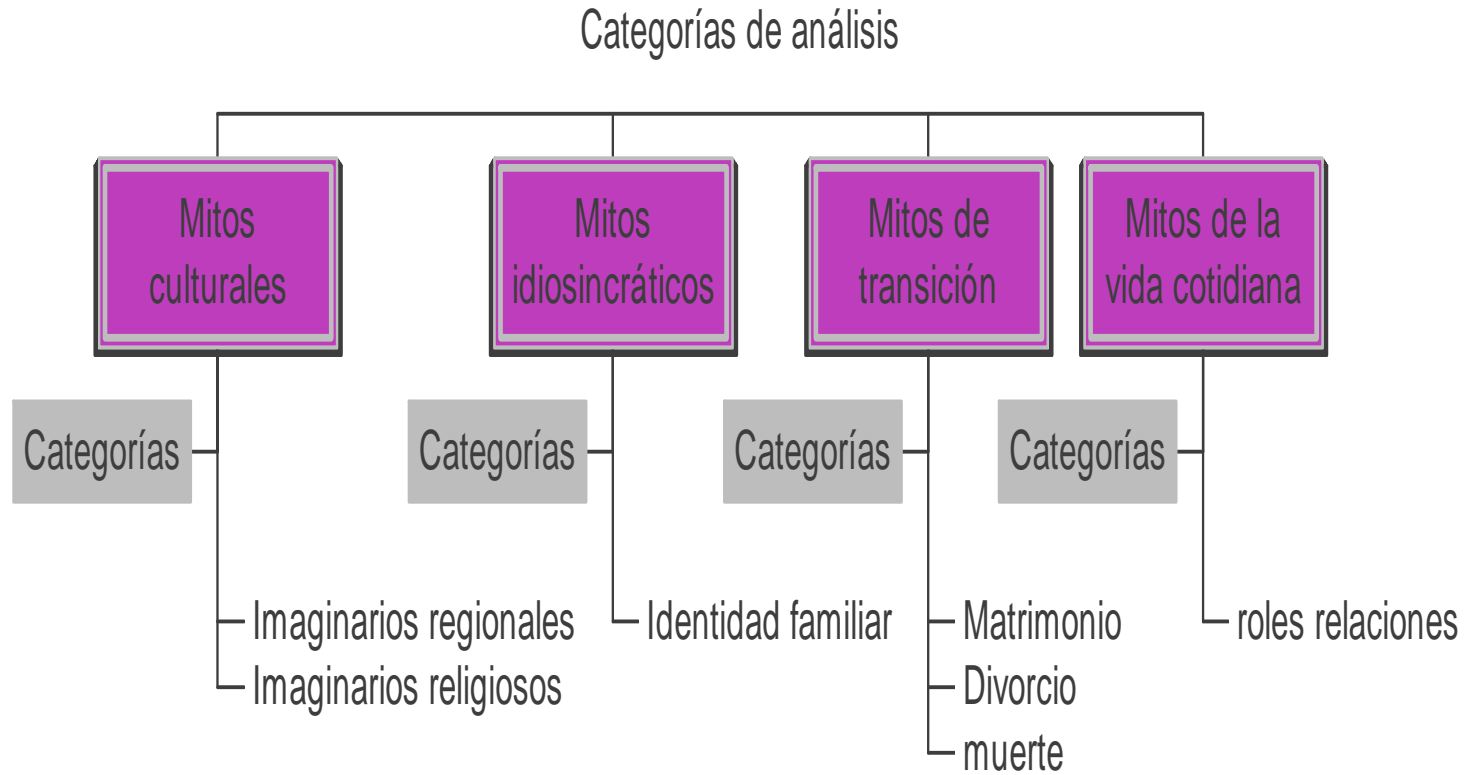 Categorías de análisis
Mitos
culturales
Mitos
idiosincráticos
Mitos de
transición
Mitos de la
vida cotidiana
Categorías
Categorías
Categorías
Categorías
Imaginarios regionales
Imaginarios religiosos
Identidad familiar
Matrimonio
Divorcio
muerte
roles relaciones